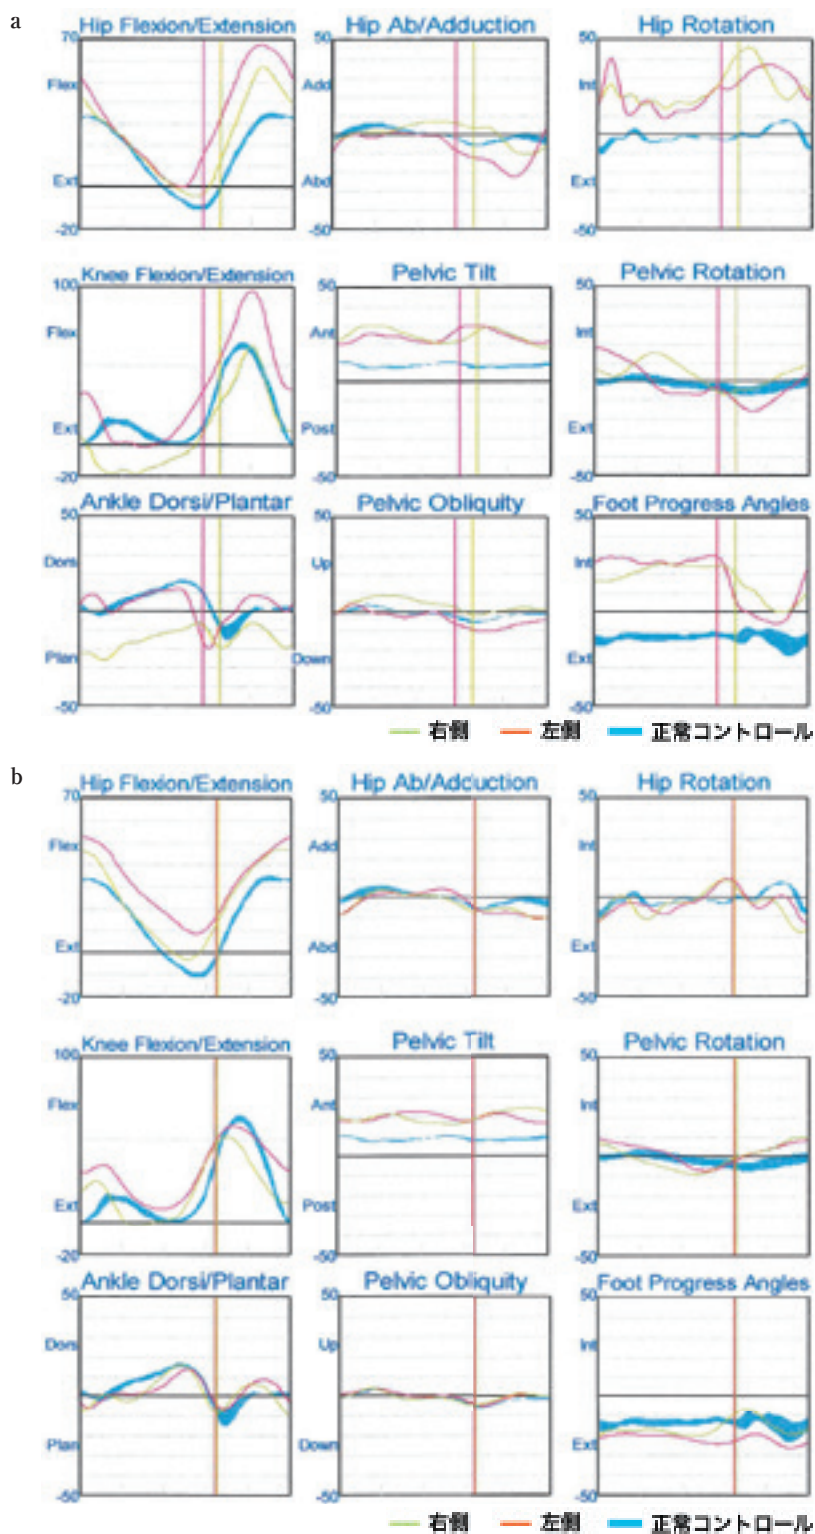 a
Hip Flexion/Extension
70
Flex
Ext
-20
Hip Ab/Adduction
50
Add
Abd
-50
Hip Rotation
50
Int
Ext
-50
Knee Flexion/Extension
100
Flex
Ext
-20
Pelvic Tilt
50
Ant
Post
-50
Pelvic Rotation
50
Int
Ext
-50
Ankle Dorsi/Plantar
50
Dors
Plan
-50
Pelvic Obliquity
50
Up
Down
-50
Foot Progress Angles
50
Int
Ext
-50
右側 左側 正常コントロール
b
Hip Flexion/Extension
70
Flex
Ext
-20
Hip Ab/Adduction
50
Add
Abd
-50
Hip Rotation
50
Int
Ext
-50
Knee Flexion/Extension
100
Flex
Ext
-20
Pelvic Tilt
50
Ant
Post
-50
Pelvic Rotation
50
Int
Ext
-50
Ankle Dorsi/Plantar
50
Dors
Plan
-50
Pelvic Obliquity
50
Up
Down
-50
Foot Progress Angles
50
Int
Ext
-50
右側 左側 正常コントロール